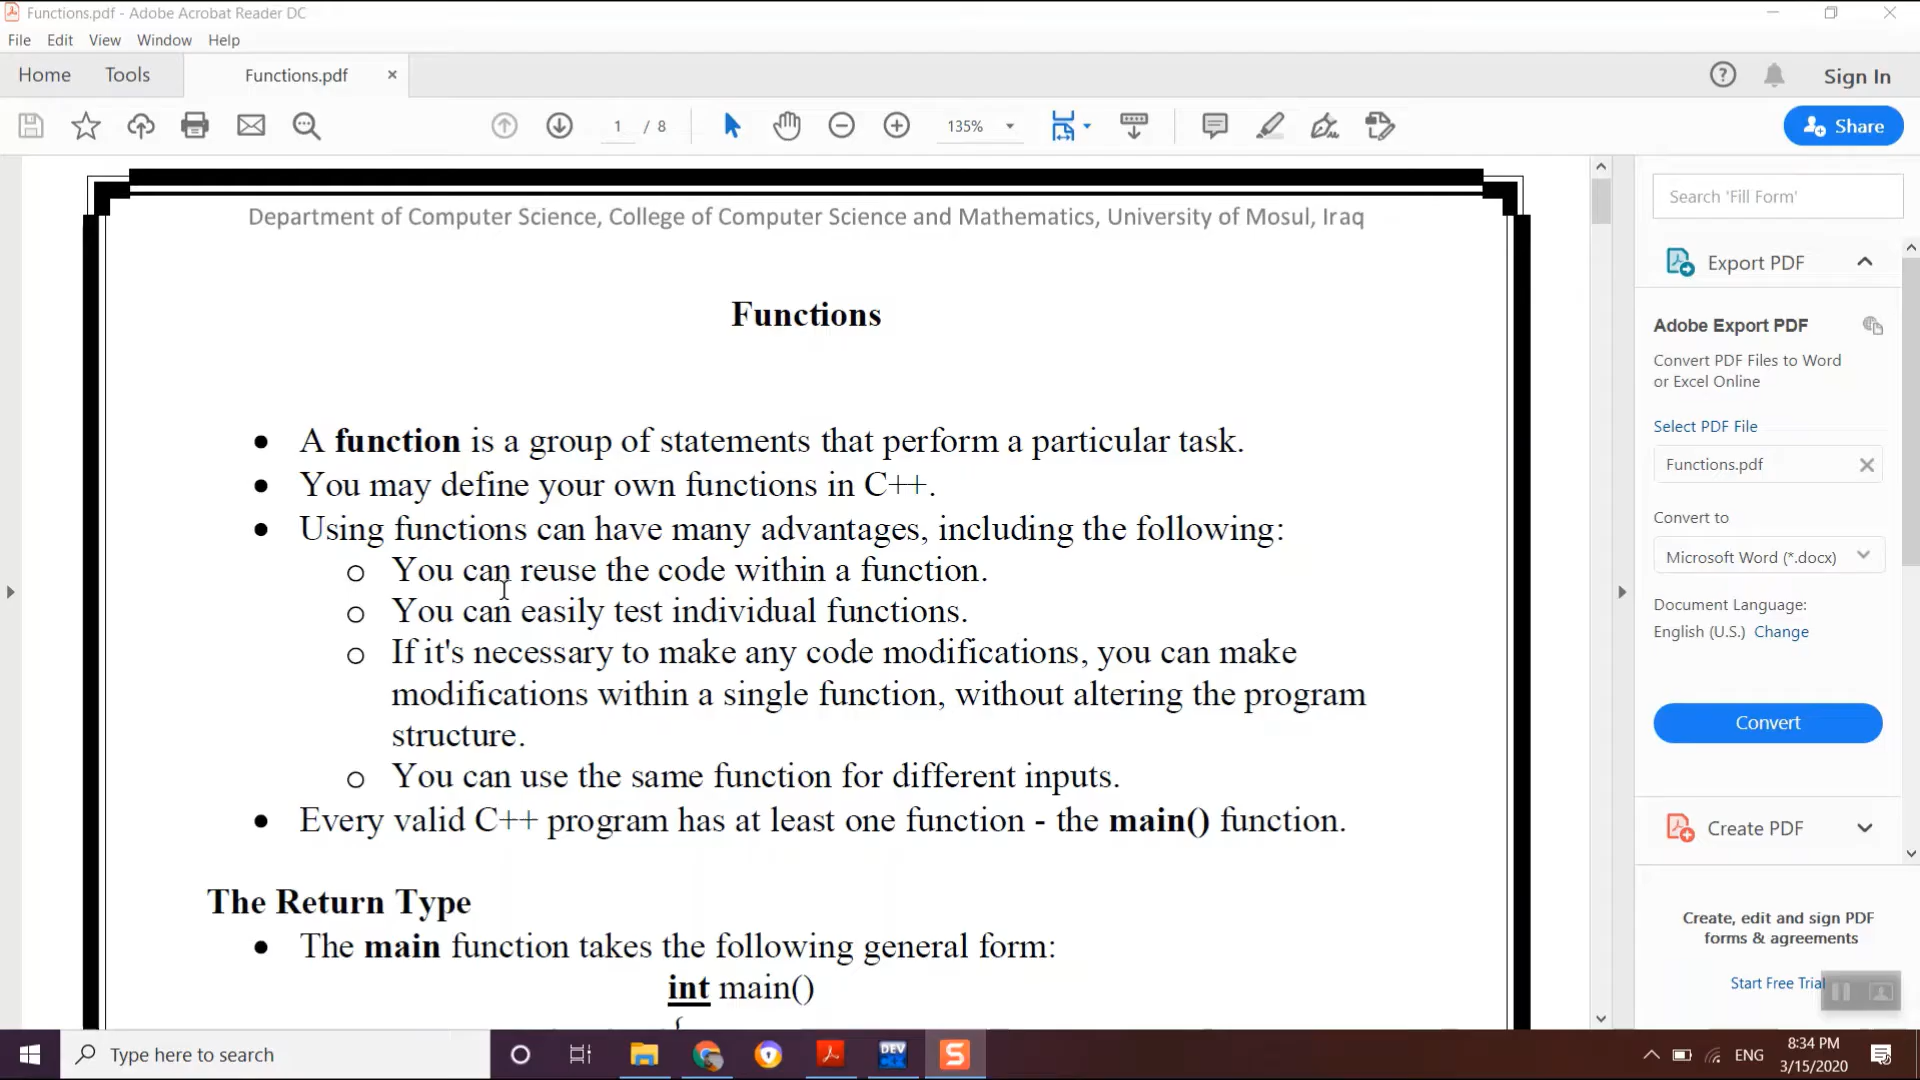 Functions.pdf - Adobe Acrobat Reader DC
File Edit View Window Help
Home Tools Functions.pdf × Sign In
1 / 8 135% Share
Department of Computer Science, College of Computer Science and Mathematics, University of Mosul, Iraq
Functions
• A function is a group of statements that perform a particular task.
• You may define your own functions in C++.
• Using functions can have many advantages, including the following:
o You can reuse the code within a function.
o You can easily test individual functions.
o If it's necessary to make any code modifications, you can make
modifications within a single function, without altering the program
structure.
o You can use the same function for different inputs.
• Every valid C++ program has at least one function - the main() function.
The Return Type
• The main function takes the following general form:
int main()
{
Search 'Fill Form'
Export PDF
Adobe Export PDF
Convert PDF Files to Word
or Excel Online
Select PDF File
Functions.pdf
Convert to
Microsoft Word (*.docx)
Document Language:
English (U.S.) Change
Convert
Create PDF
Create, edit and sign PDF
forms & agreements
Start Free Trial
Type here to search
DEV
S
ENG
8:34 PM
3/15/2020